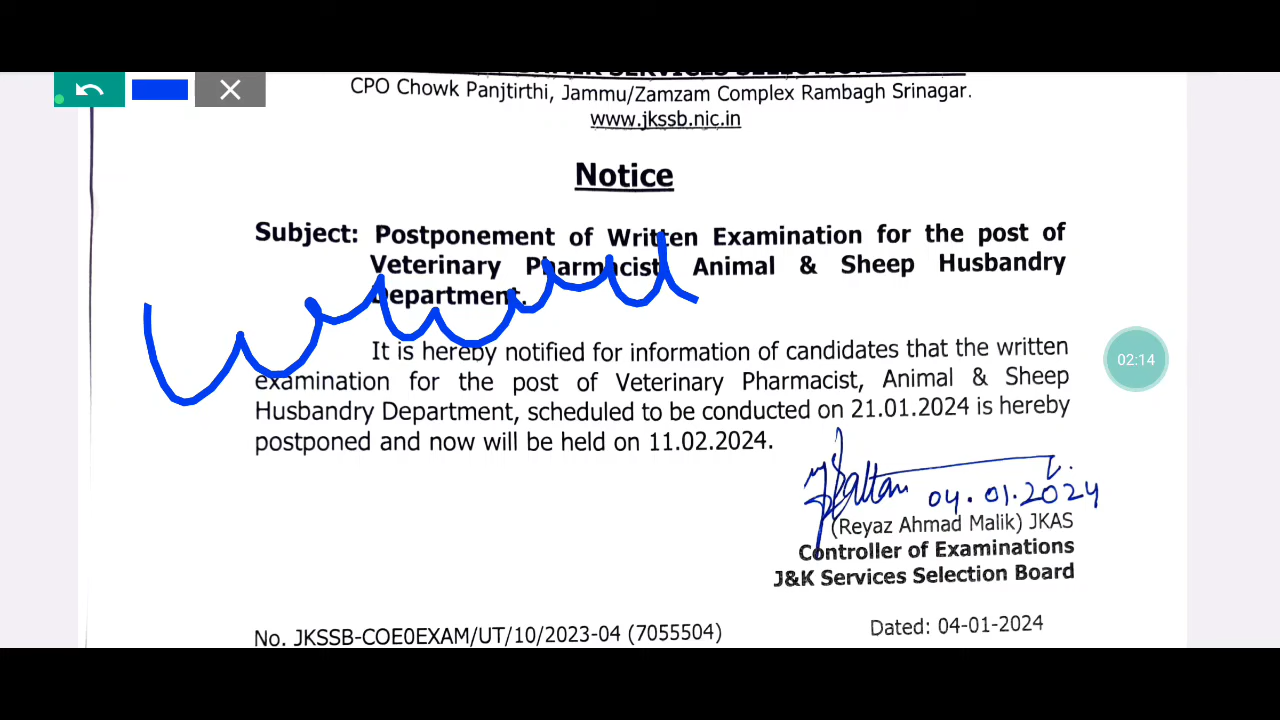 SERVICES SELECTION
CPO Chowk Panjtirthi, Jammu/Zamzam Complex Rambagh Srinagar.
www.jkssb.nic.in
Notice
Subject: Postponement of Written Examination for the post of
Veterinary Pharmacist, Animal & Sheep Husbandry
Department.
It is hereby notified for information of candidates that the written
examination for the post of Veterinary Pharmacist, Animal & Sheep
02:14
Husbandry Department, scheduled to be conducted on 21.01.2024 is hereby
postponed and now will be held on 11.02.2024.
04.01.2024
(Reyaz Ahmad Malik) JKAS
Controller of Examinations
J&K Services Selection Board
No. JKSSB-COE0EXAM/UT/10/2023-04 (7055504)
Dated: 04-01-2024